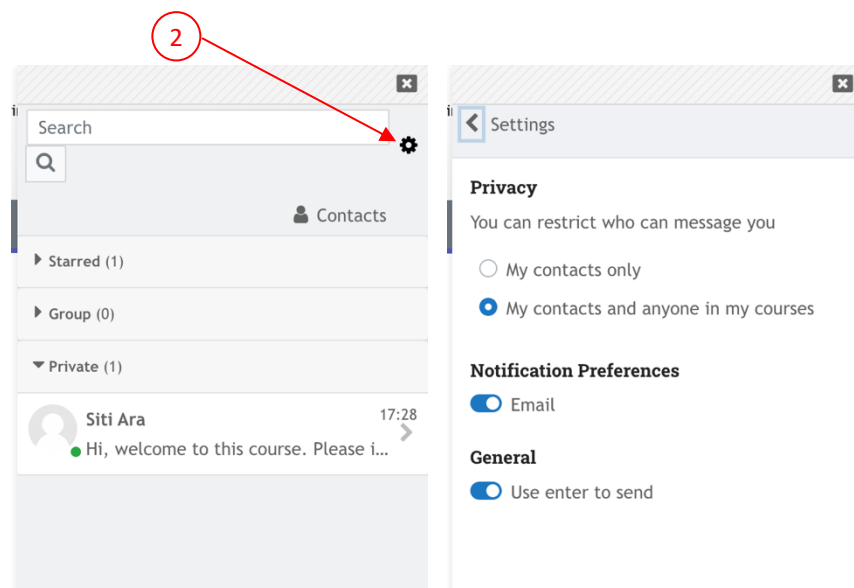 2
Search
Contacts
Starred (1)
Group (0)
Private (1)
Siti Ara
17:28
Hi, welcome to this course. Please i...
Settings
Privacy
You can restrict who can message you
My contacts only
My contacts and anyone in my courses
Notification Preferences
Email
General
Use enter to send